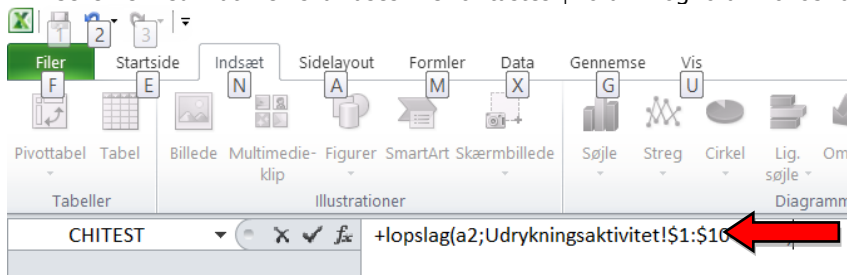 1 2 3
Filer Startside Indsæt Sidelayout Formler Data Gennemse Vis
F E N A M X G U
Pivottabel Tabel Billede Multimedie- Figurer SmartArt Skærmbillede Søjle Streg Cirkel Lig.
klip søjle
Tabeller Illustrationer
CHITEST fx +lopslag(a2;Udrykningsaktivitet!$1:$10